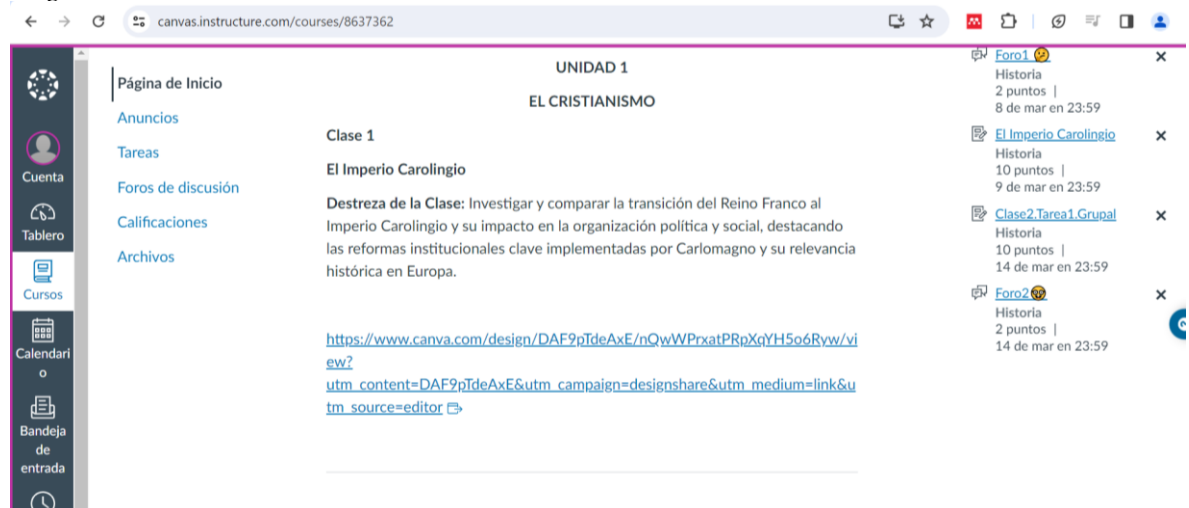 canvas.instructure.com/courses/8637362
Cuenta
Tablero
Cursos
Calendari
o
Bandeja
de
entrada
Página de Inicio
Anuncios
Tareas
Foros de discusión
Calificaciones
Archivos
UNIDAD 1
EL CRISTIANISMO
Clase 1
El Imperio Carolingio
Destreza de la Clase: Investigar y comparar la transición del Reino Franco al
Imperio Carolingio y su impacto en la organización política y social, destacando
las reformas institucionales clave implementadas por Carlomagno y su relevancia
histórica en Europa.
https://www.canva.com/design/DAF9pTdeAxE/nQwWPrxatPRpXqYH5o6Ryw/vi
ew?
utm_content=DAF9pTdeAxE&utm_campaign=designshare&utm_medium=link&u
tm_source=editor
Foro1 🤔
Historia
2 puntos |
8 de mar en 23:59
El Imperio Carolingio
Historia
10 puntos |
9 de mar en 23:59
Clase2.Tarea1.Grupal
Historia
10 puntos |
14 de mar en 23:59
Foro2
Historia
2 puntos |
14 de mar en 23:59